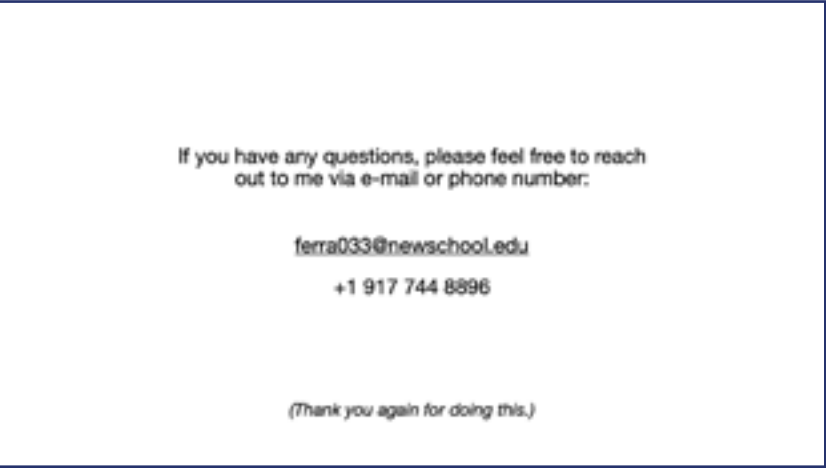 If you have any questions, please feel free to reach
out to me via e-mail or phone number:
ferra033@newschool.edu
+1 917 744 8896
(Thank you again for doing this.)